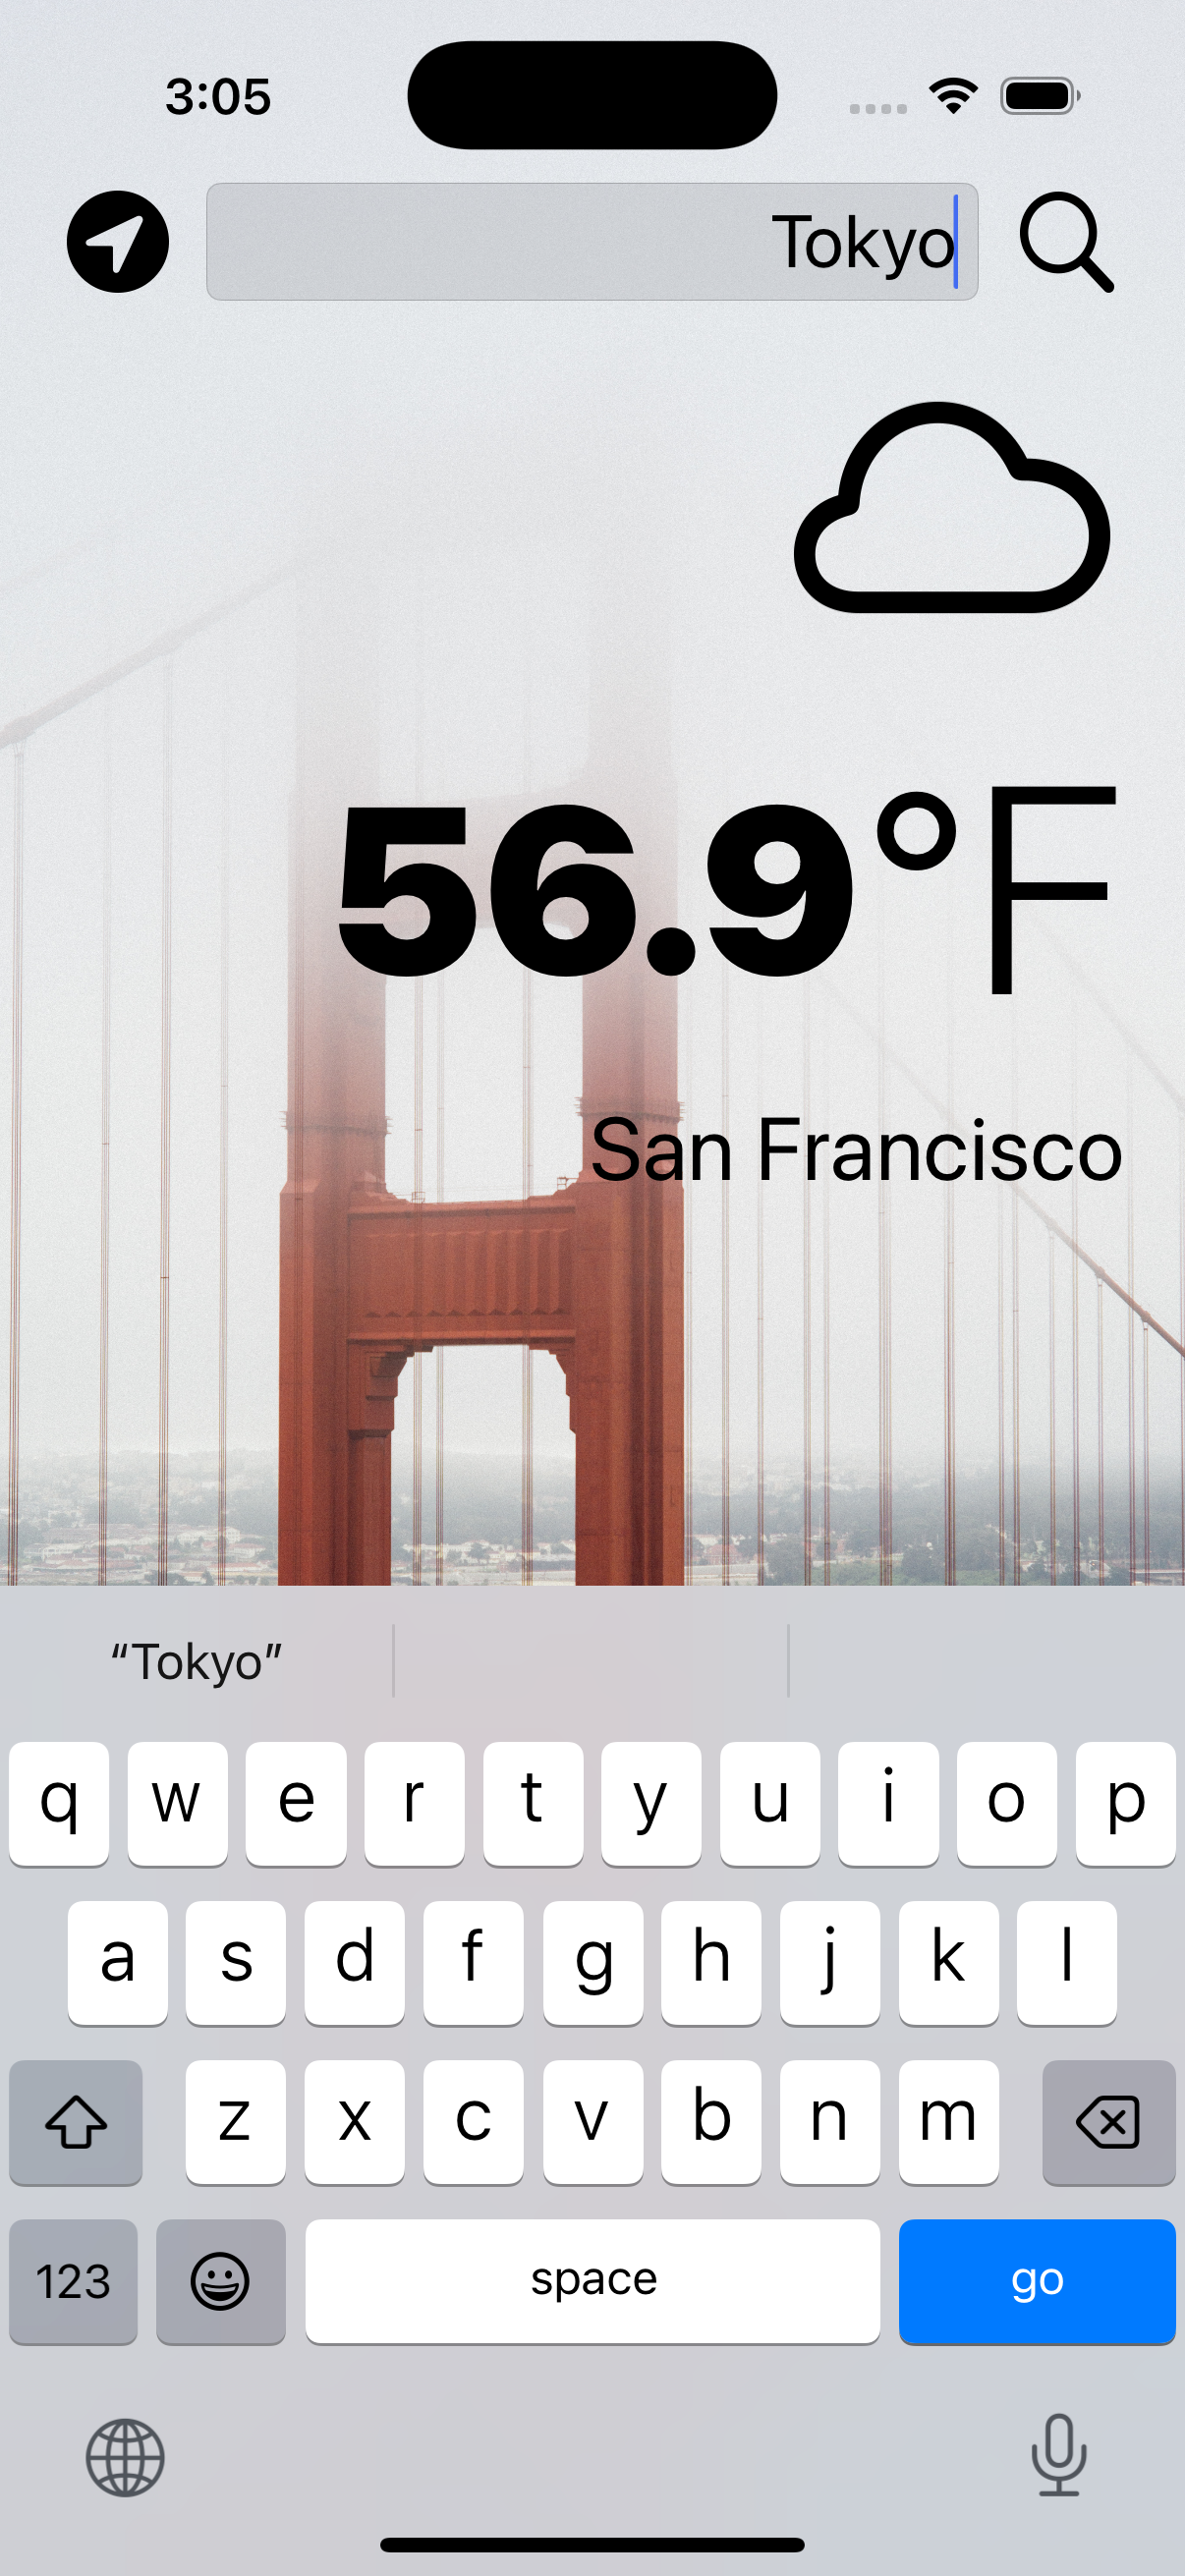 3:05
Tokyo
56.9°F
San Francisco
“Tokyo”
q w e r t y u i o p
a s d f g h j k l
z x c v b n m
123 space go